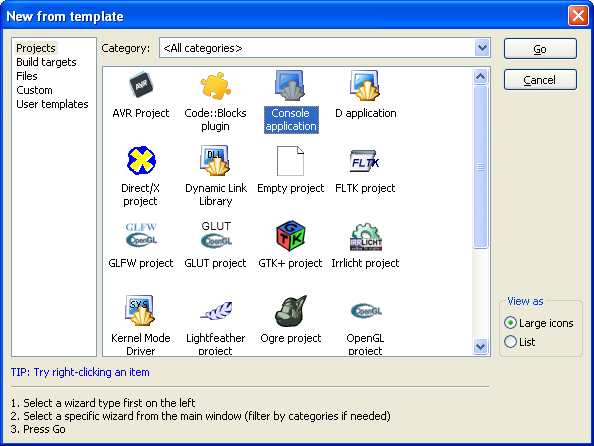 New from template
Projects
Build targets
Files
Custom
User templates
Category: <All categories>
Go
Cancel
AVR
AVR Project
Code::Blocks
plugin
Console
application
D application
Direct/X
project
DLL
Dynamic Link
Library
Empty project
FLTK
FLTK project
GLFW
OpenGL
GLFW project
GLUT
OpenGL
GLUT project
GTK
GTK+ project
IRRLICHT
Irrlicht project
SYS
Kernel Mode
Driver
Lightfeather
project
Ogre project
OpenGL
OpenGL
project
View as
Large icons
List
TIP: Try right-clicking an item
1. Select a wizard type first on the left
2. Select a specific wizard from the main window (filter by categories if needed)
3. Press Go